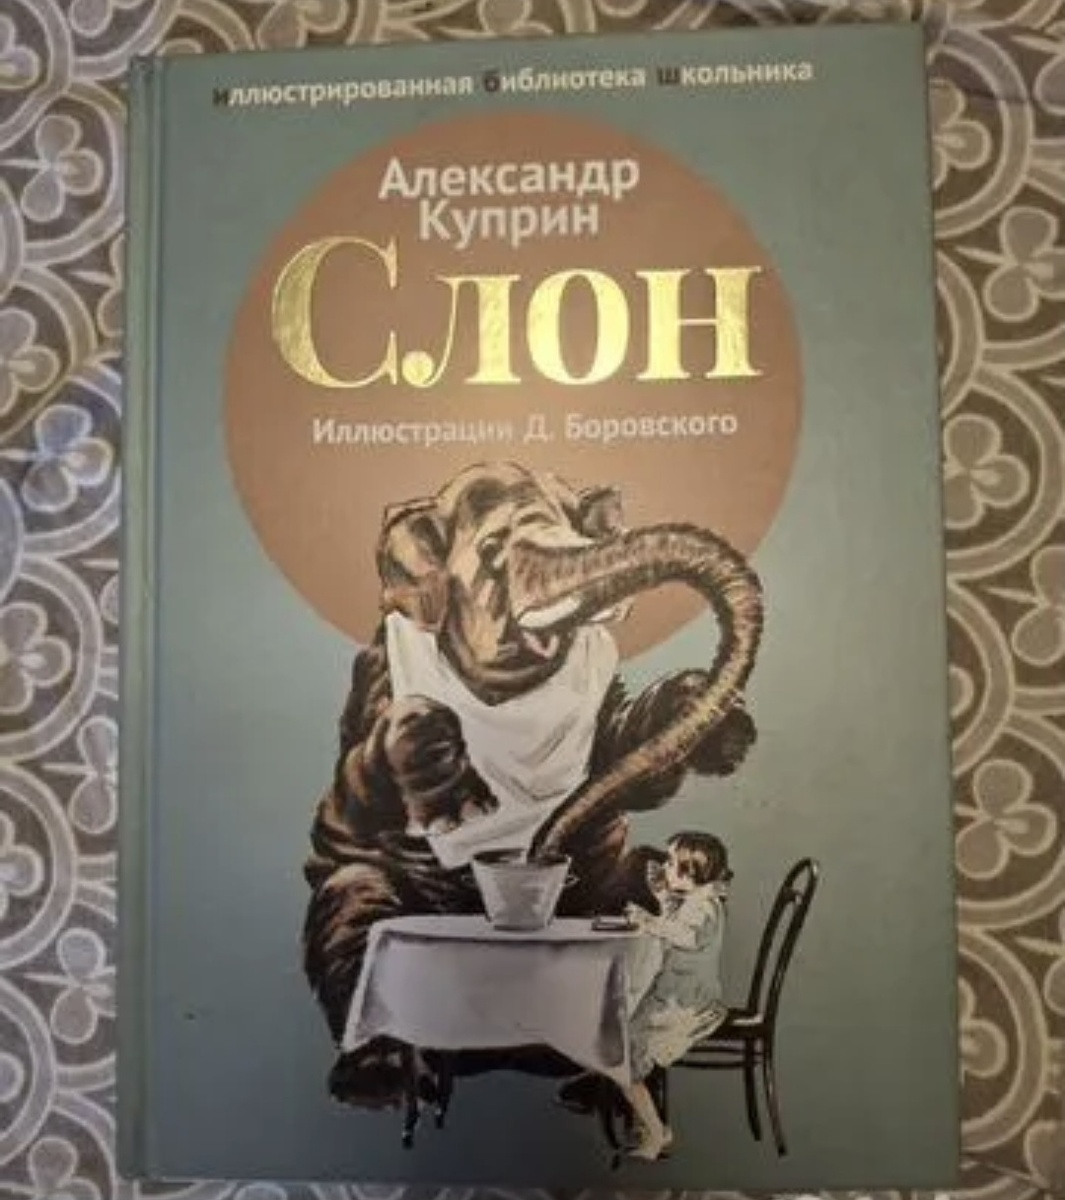 иллюстрированная библиотека школьника
Александр
Куприн
Слон
Иллюстрации Д. Боровского